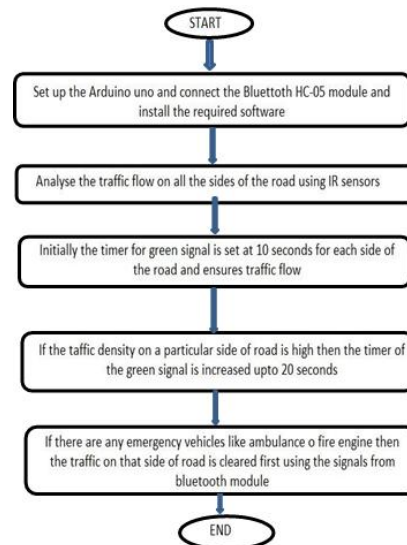 START
Set up the Arduino uno and connect the Bluettoth HC-05 module and
install the required software
Analyse the traffic flow on all the sides of the road using IR sensors
Initially the timer for green signal is set at 10 seconds for each side of
the road and ensures traffic flow
If the taffic density on a particular side of road is high then the timer of
the green signal is increased upto 20 seconds
If there are any emergency vehicles like ambulance o fire engine then
the traffic on that side of road is cleared first using the signals from
bluetooth module
END